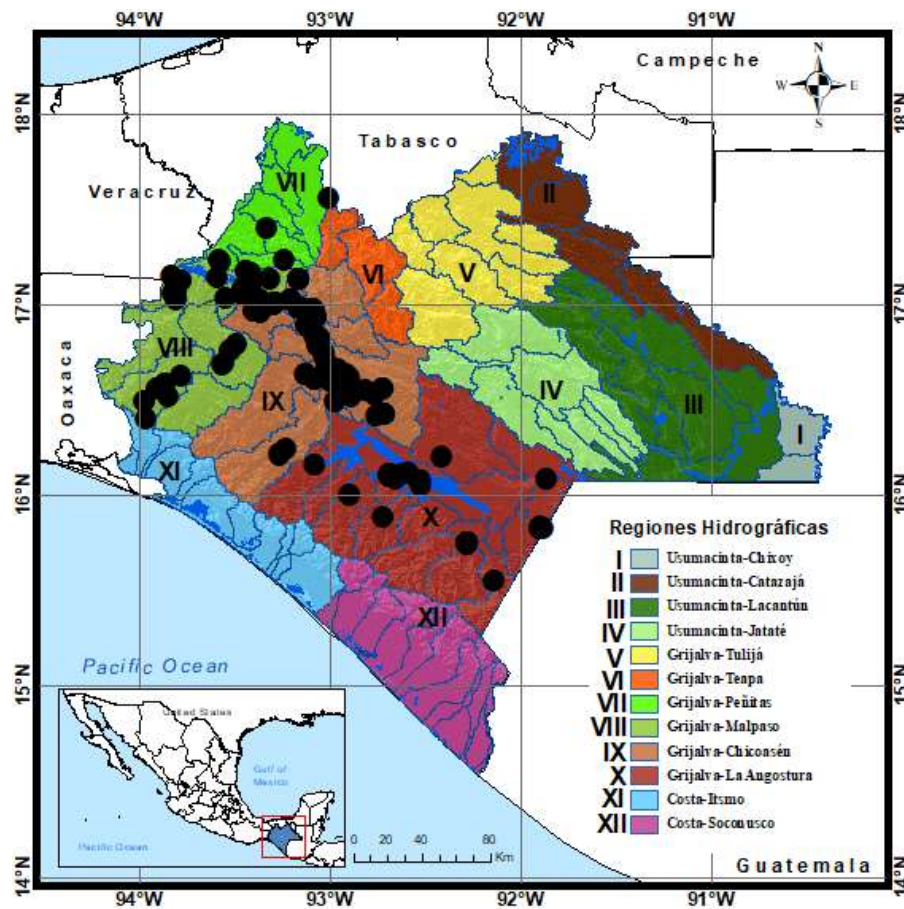 94°W 93°W 92°W 91°W
Campeche
N
W E
S
18°N 18°N
Tabasco
Veracruz
VII
II
VI
V
17°N 17°N
Oaxaca
VIII
IV
IX
III
I
XI
16°N 16°N
X
Regiones Hidrográficas
I Usumacinta-Chixoy
II Usumacinta-Catazajá
III Usumacinta-Lacantún
IV Usumacinta-Jataté
V Grijalva-Tulijá
VI Grijalva-Teapa
VII Grijalva-Peñitas
VIII Grijalva-Malpaso
IX Grijalva-Chicoasén
X Grijalva-La Angostura
XI Costa-Itsmo
XII Costa-Soconusco
XII
Pacific Ocean
15°N 15°N
United States
Gulf of
Mexico
Pacific Ocean
0 20 40 60 80
Km
Guatemala
14°N 14°N
94°W 93°W 92°W 91°W